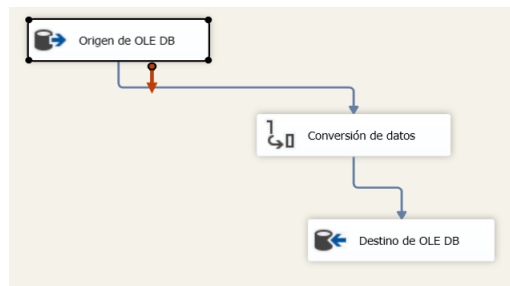 Origen de OLE DB
Conversión de datos
Destino de OLE DB